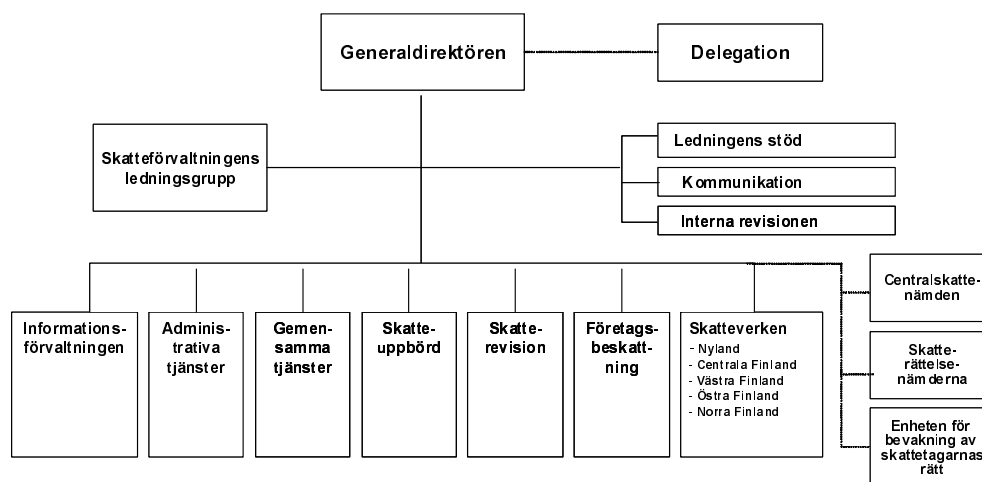 Generaldirektören
Delegation
Skatteförvaltningens
ledningsgrupp
Ledningens stöd
Kommunikation
Interna revisionen
Informations-
förvaltningen
Adminis-
trativa
tjänster
Gemen-
samma
tjänster
Skatte-
uppbörd
Skatte-
revision
Företags-
beskatt-
ning
Skatteverken
- Nyland
- Centrala Finland
- Västra Finland
- Östra Finland
- Norra Finland
Centralskatte-
nämden
Skatte-
rättelse-
nämderna
Enheten för
bevakning av
skattetagarnas
rätt